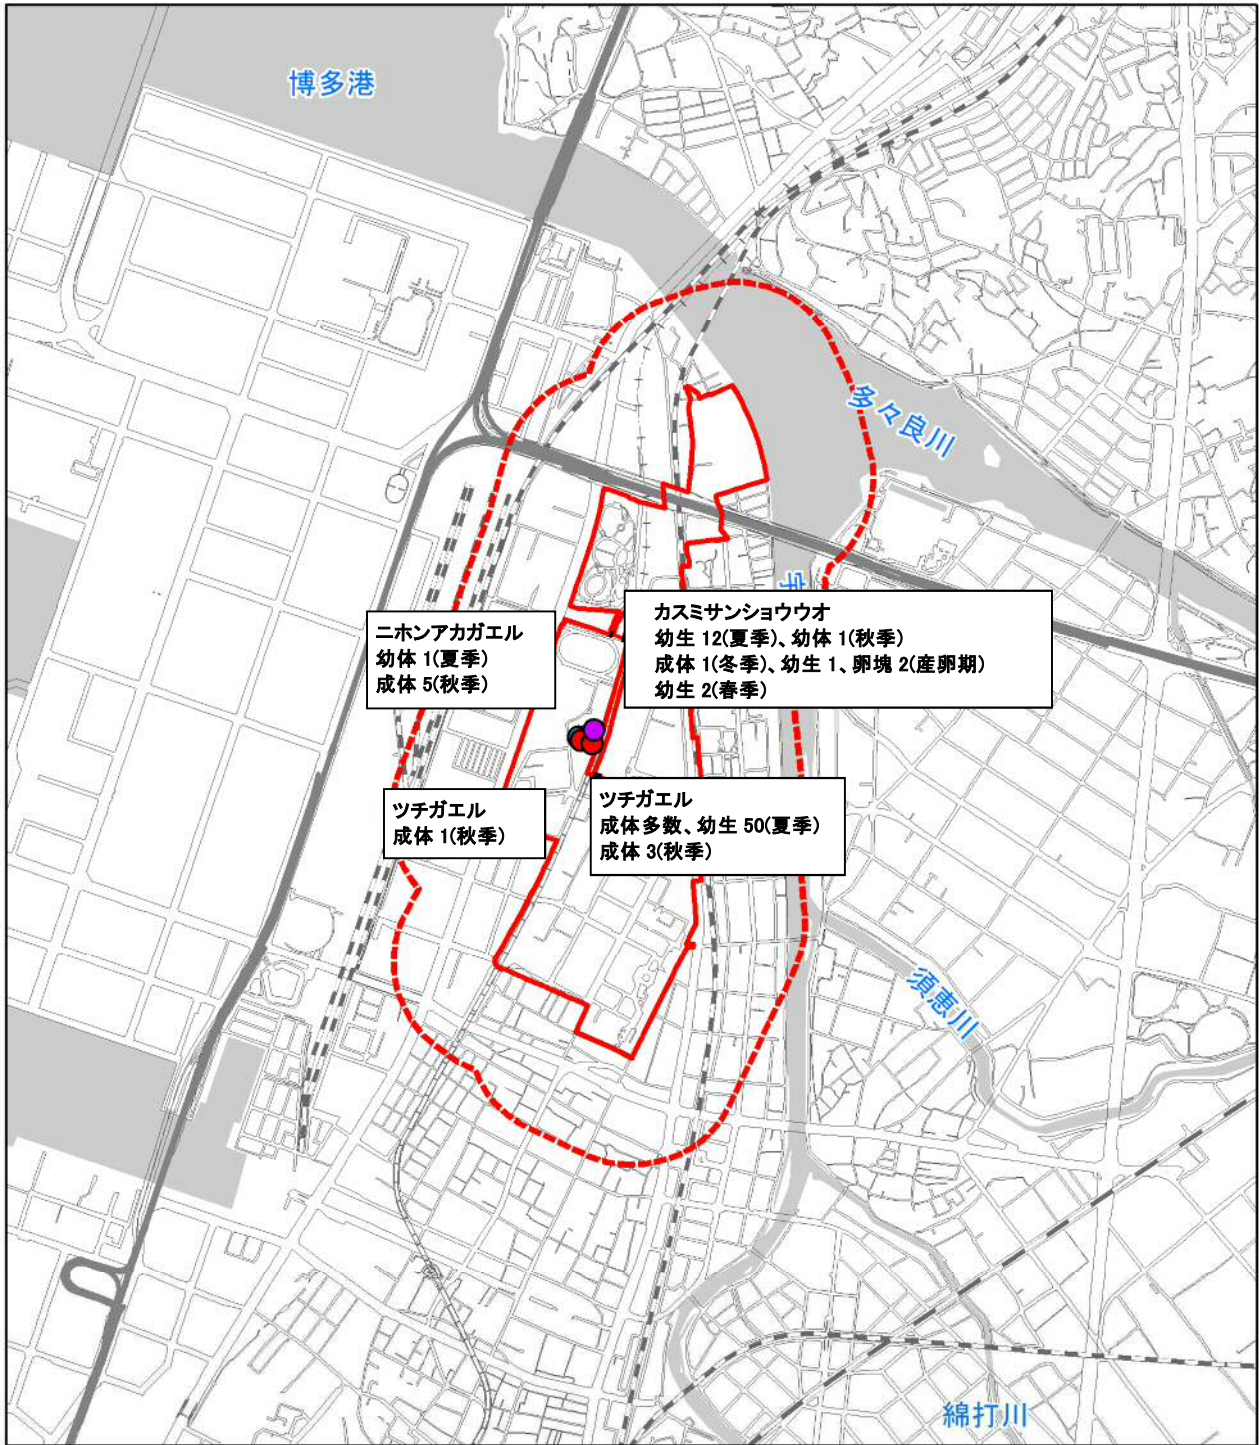 博多港
多々良川
ニホンアカガエル
幼体 1(夏季)
成体 5(秋季)
カスミサンショウウオ
幼生 12(夏季)、幼体 1(秋季)
成体 1(冬季)、幼生 1、卵塊 2(産卵期)
幼生 2(春季)
ツチガエル
成体 1(秋季)
ツチガエル
成体多数、幼生 50(夏季)
成体 3(秋季)
須恵川
綿打川